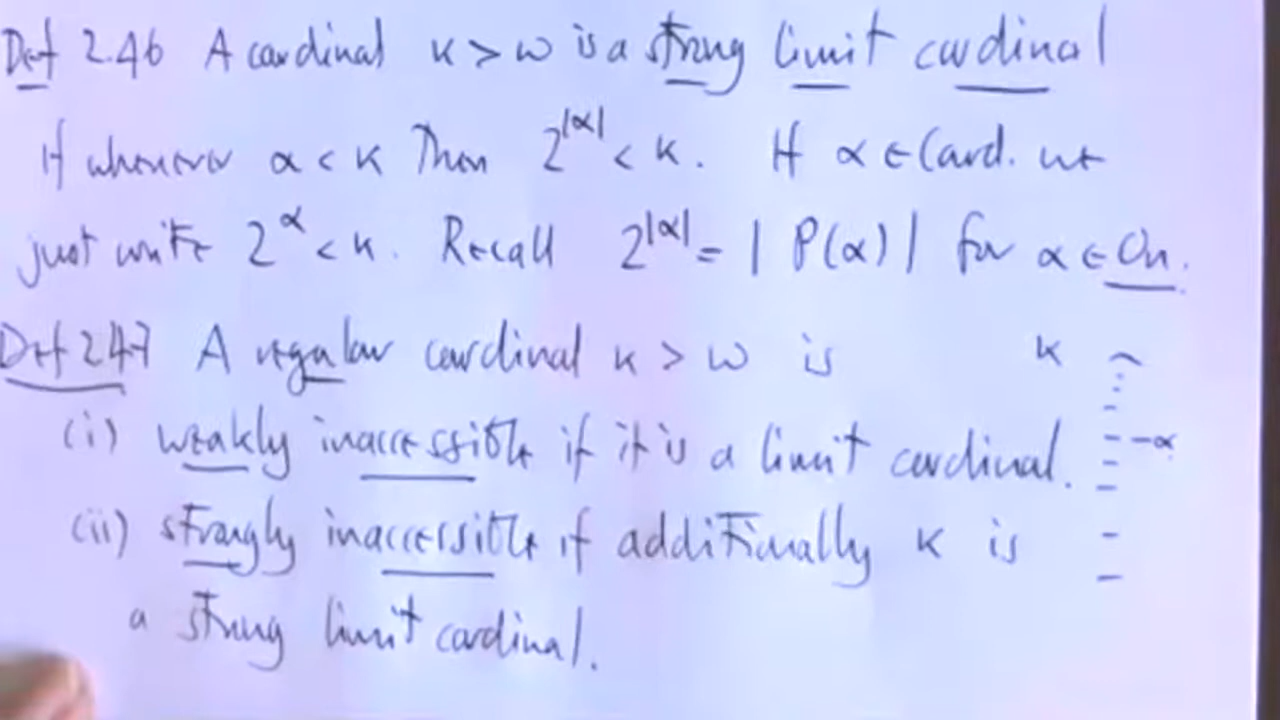 Def 2.46 A cardinal κ > ω is a strong limit cardinal
if whenever α < κ Then 2^|α| < κ. If α ∈ Card. we
just write 2^α < κ. Recall 2^|α| = | P(α) | for α ∈ On.
Def 2.47 A regular cardinal κ > ω is κ
(i) weakly inaccessible if it is a limit cardinal. -α
(ii) strongly inaccessible if additionally κ is
a strong limit cardinal.